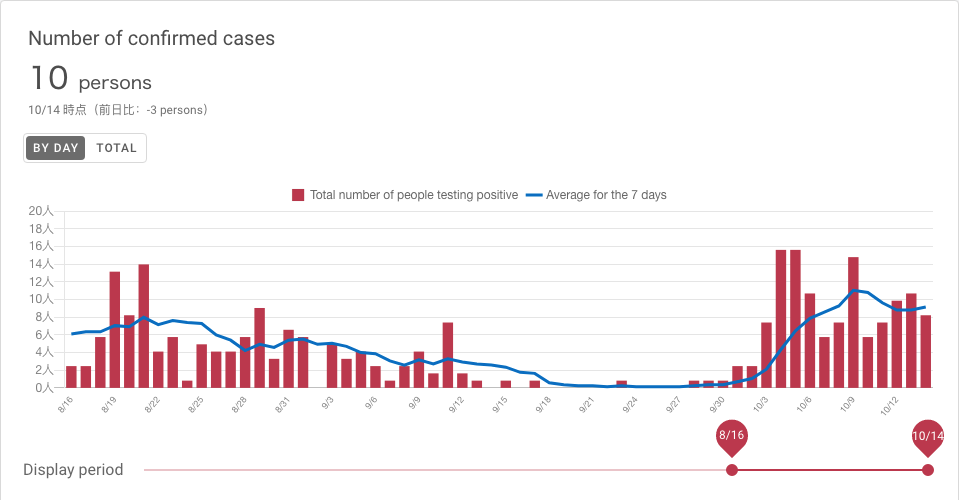 Number of confirmed cases
10 persons
10/14 時点（前日比：-3 persons）
BY DAY TOTAL
Total number of people testing positive Average for the 7 days
20人
18人
16人
14人
12人
10人
8人
6人
4人
2人
0人
8/16 8/19 8/22 8/25 8/28 8/31 9/3 9/6 9/9 9/12 9/15 9/18 9/21 9/24 9/27 9/30 10/3 10/6 10/9 10/12
8/16 10/14
Display period